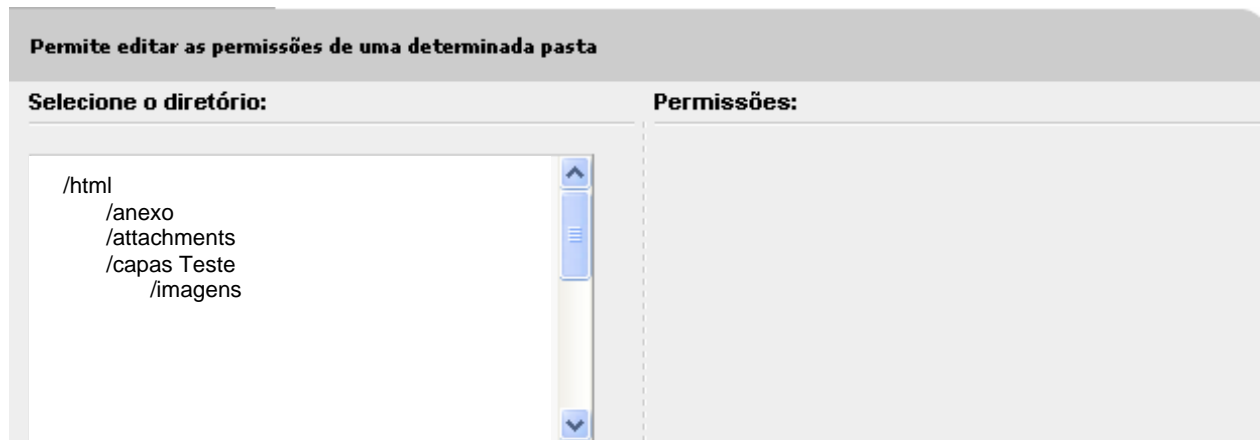 Permite editar as permissões de uma determinada pasta
Selecione o diretório:
Permissões:
/html
/anexo
/attachments
/capas Teste
/imagens